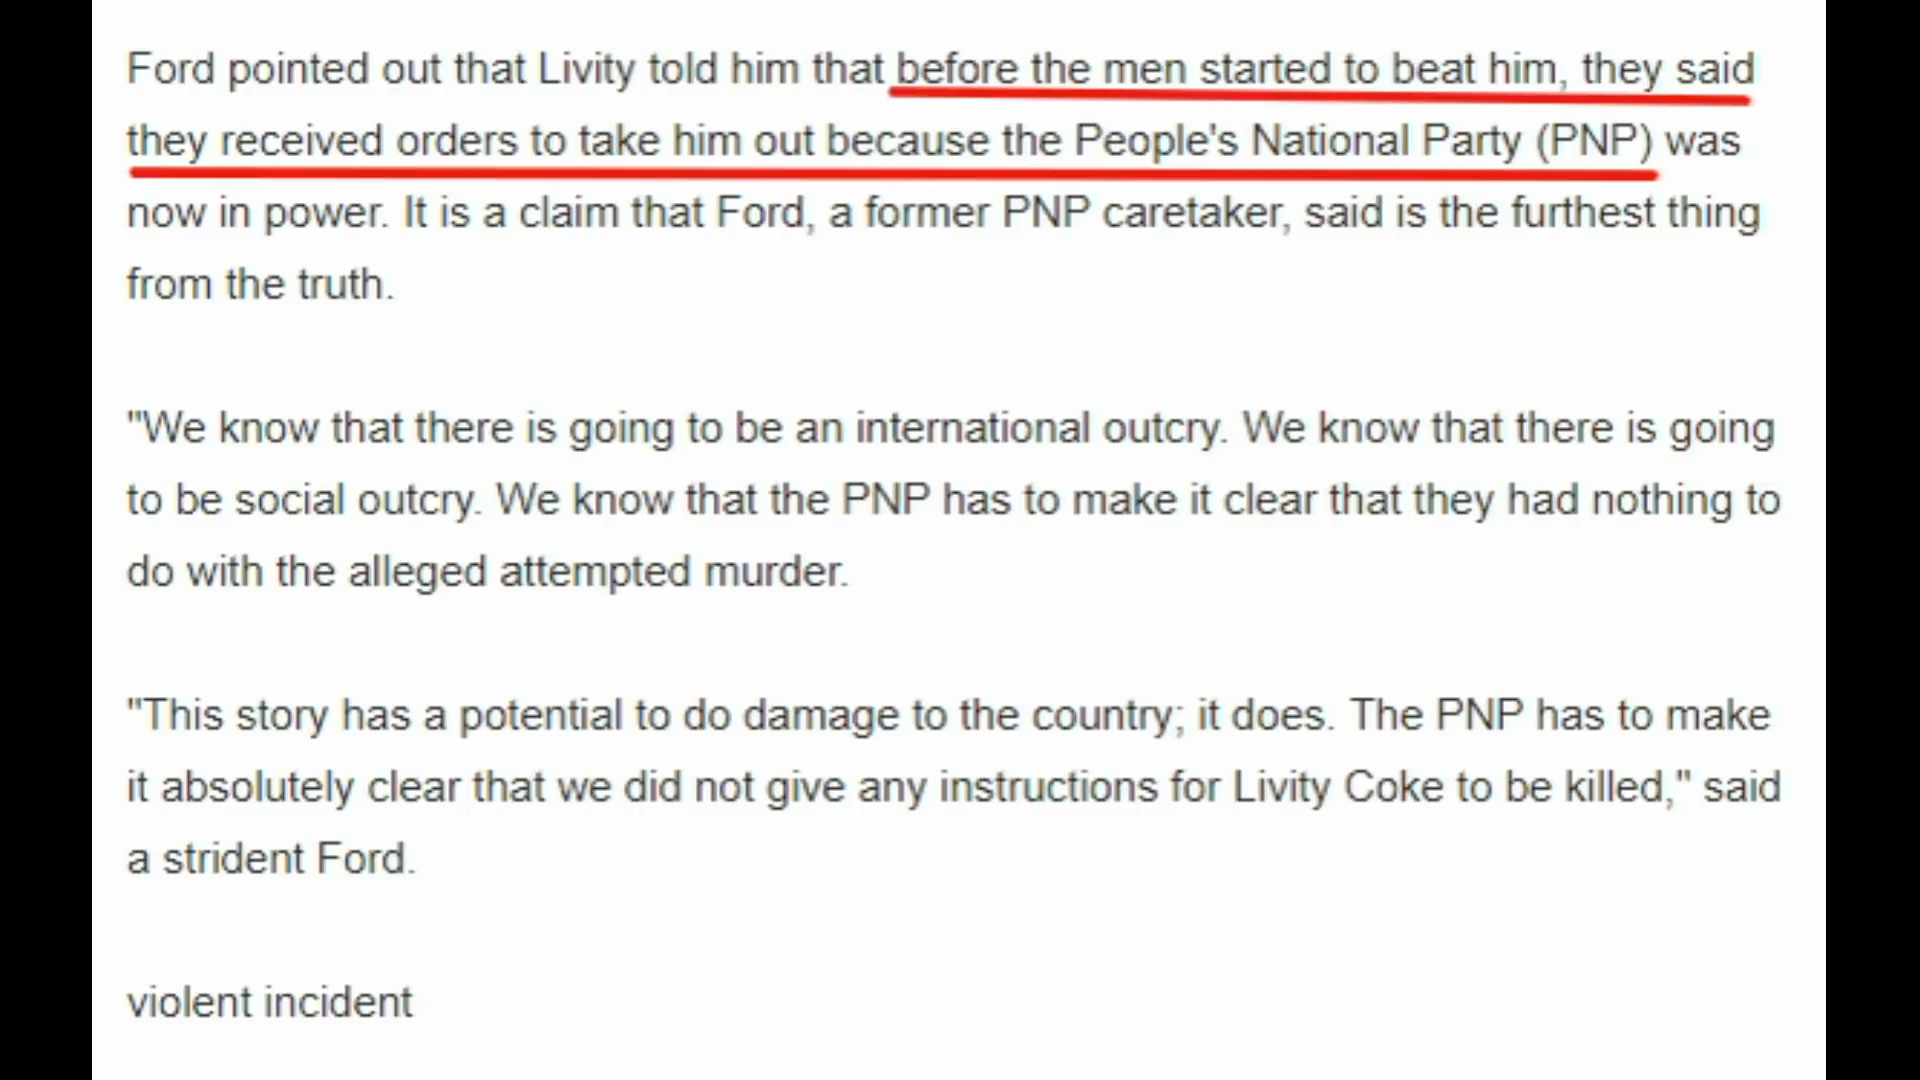 Ford pointed out that Livity told him that before the men started to beat him, they said
they received orders to take him out because the People's National Party (PNP) was
now in power. It is a claim that Ford, a former PNP caretaker, said is the furthest thing
from the truth.
"We know that there is going to be an international outcry. We know that there is going
to be social outcry. We know that the PNP has to make it clear that they had nothing to
do with the alleged attempted murder.
"This story has a potential to do damage to the country; it does. The PNP has to make
it absolutely clear that we did not give any instructions for Livity Coke to be killed," said
a strident Ford.
violent incident